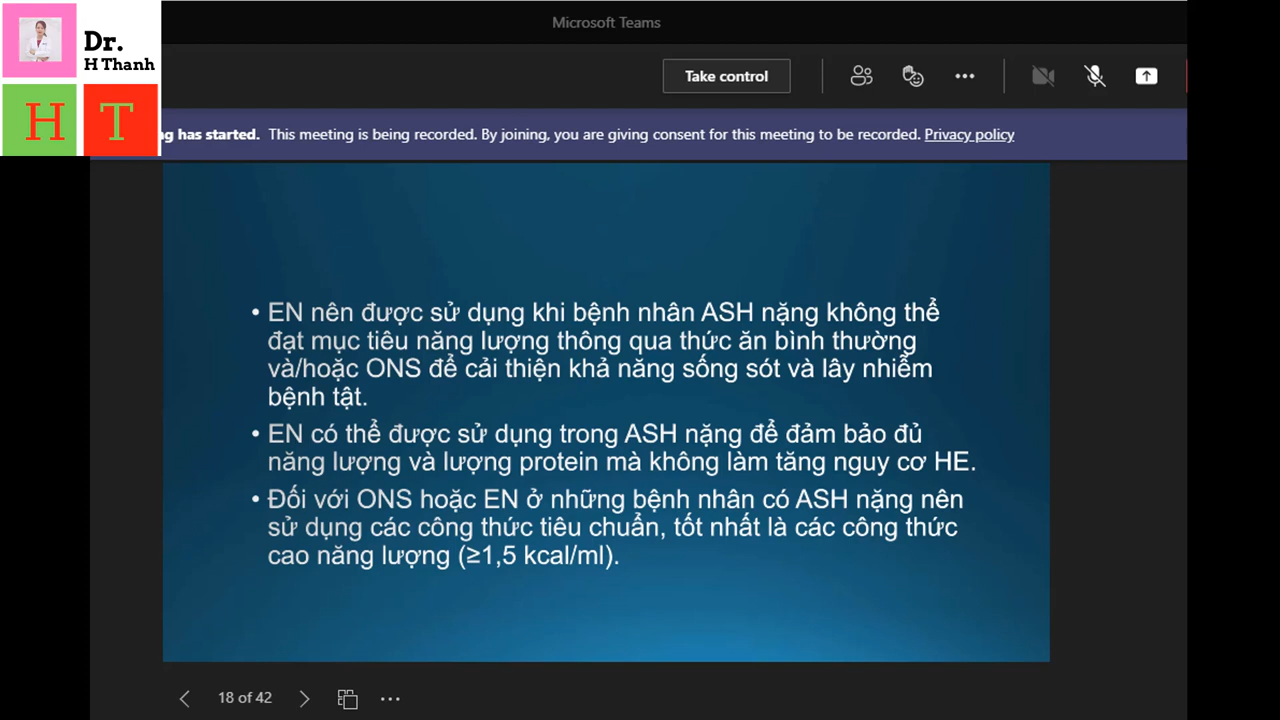 Microsoft Teams
Dr.
H Thanh
H T
Take control
ng has started. This meeting is being recorded. By joining, you are giving consent for this meeting to be recorded. Privacy policy
• EN nên được sử dụng khi bệnh nhân ASH nặng không thể
đạt mục tiêu năng lượng thông qua thức ăn bình thường
và/hoặc ONS để cải thiện khả năng sống sót và lây nhiễm
bệnh tật.
• EN có thể được sử dụng trong ASH nặng để đảm bảo đủ
năng lượng và lượng protein mà không làm tăng nguy cơ HE.
• Đối với ONS hoặc EN ở những bệnh nhân có ASH nặng nên
sử dụng các công thức tiêu chuẩn, tốt nhất là các công thức
cao năng lượng (≥1,5 kcal/ml).
18 of 42